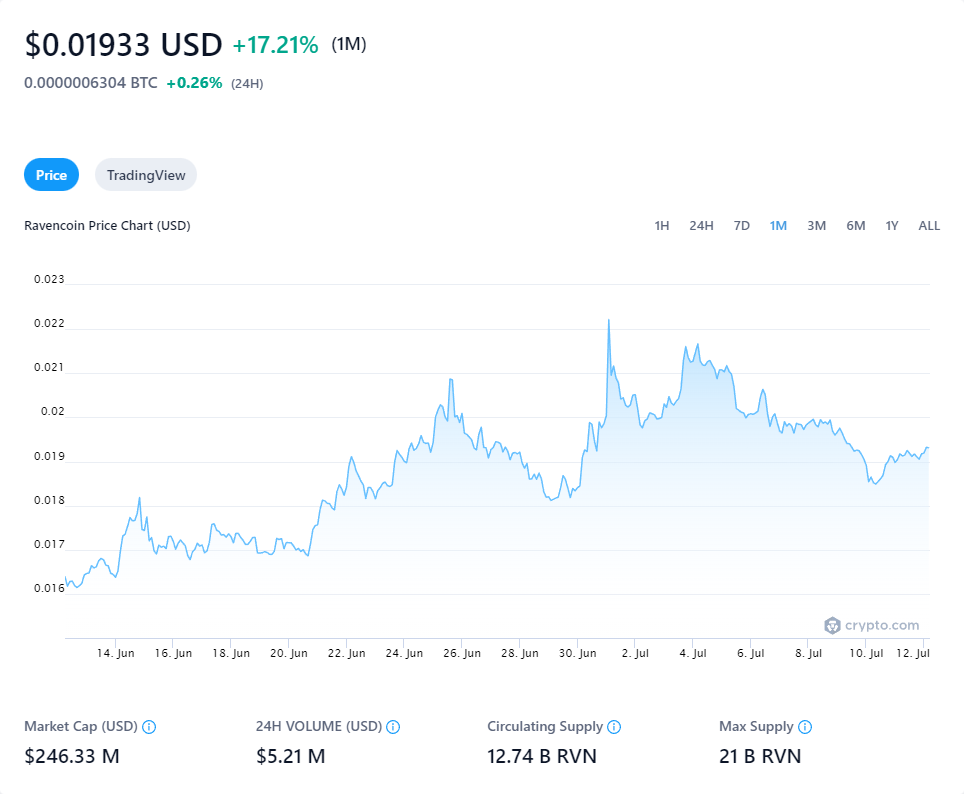 $0.01933 USD +17.21% (1M)
0.0000006304 BTC +0.26% (24H)
Price TradingView
Ravencoin Price Chart (USD) 1H 24H 7D 1M 3M 6M 1Y ALL
0.023
0.022
0.021
0.02
0.019
0.018
0.017
0.016
crypto.com
14. Jun 16. Jun 18. Jun 20. Jun 22. Jun 24. Jun 26. Jun 28. Jun 30. Jun 2. Jul 4. Jul 6. Jul 8. Jul 10. Jul 12. Jul
Market Cap (USD) 24H VOLUME (USD) Circulating Supply Max Supply
$246.33 M $5.21 M 12.74 B RVN 21 B RVN